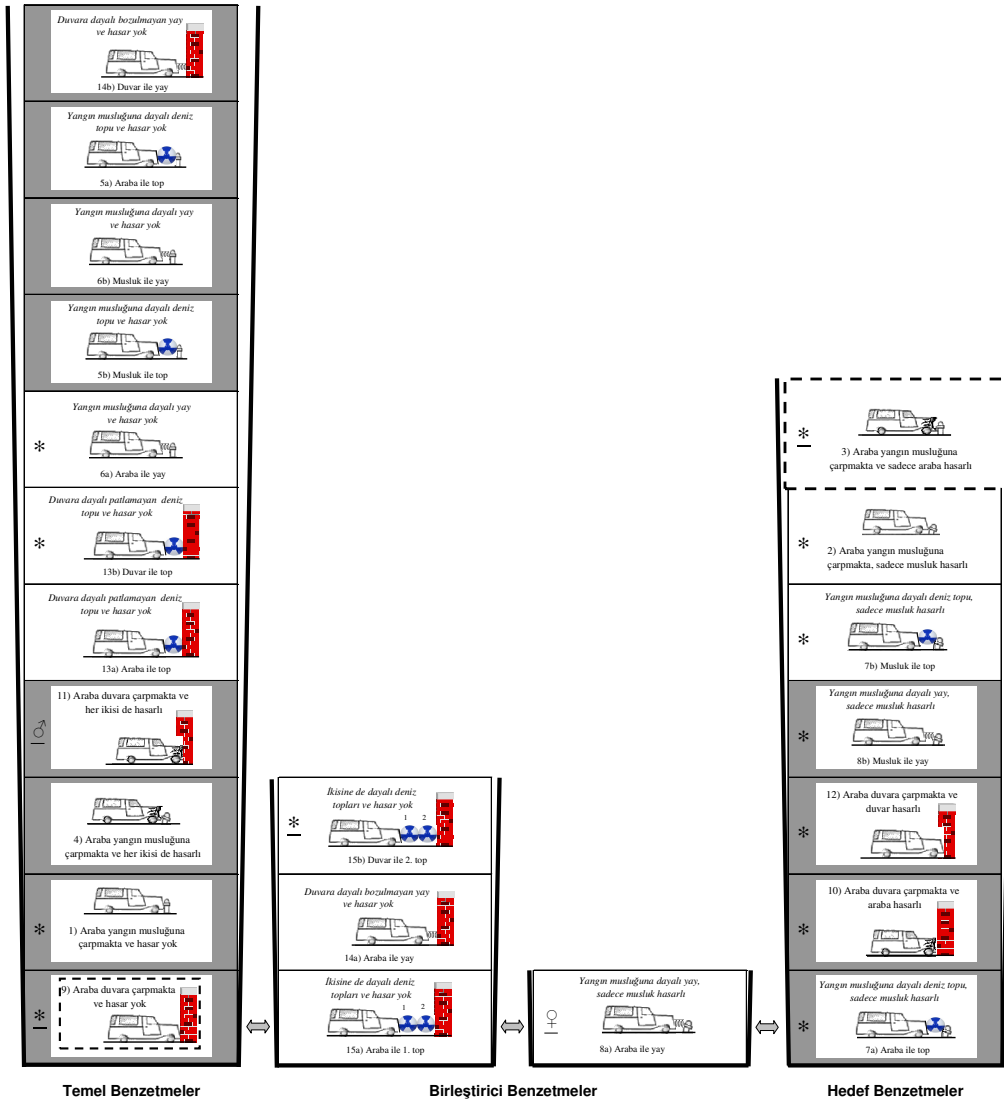 Duvara dayalı bozulmayan yay
ve hasar yok
14b) Duvar ile yay
Yangın musluğuna dayalı deniz
topu ve hasar yok
5a) Araba ile top
Yangın musluğuna dayalı yay
ve hasar yok
6b) Musluk ile yay
Yangın musluğuna dayalı deniz
topu ve hasar yok
5b) Musluk ile top
Yangın musluğuna dayalı yay
ve hasar yok
*
6a) Araba ile yay
Duvara dayalı patlamayan deniz
topu ve hasar yok
*
13b) Duvar ile top
Duvara dayalı patlamayan deniz
topu ve hasar yok
13a) Araba ile top
11) Araba duvara çarpmakta ve
her ikisi de hasarlı
♂
4) Araba yangın musluğuna
çarpmakta ve her ikisi de hasarlı
*
1) Araba yangın musluğuna
çarpmakta ve hasar yok
9) Araba duvara çarpmakta
ve hasar yok
*
Temel Benzetmeler
İkisine de dayalı deniz
topları ve hasar yok
1 2
*
15b) Duvar ile 2. top
Duvara dayalı bozulmayan yay
ve hasar yok
14a) Araba ile yay
İkisine de dayalı deniz
topları ve hasar yok
1 2
15a) Araba ile 1. top
Yangın musluğuna dayalı yay,
sadece musluk hasarlı
♀
8a) Araba ile yay
Birleştirici Benzetmeler
*
3) Araba yangın musluğuna
çarpmakta ve sadece araba hasarlı
*
2) Araba yangın musluğuna
çarpmakta, sadece musluk hasarlı
Yangın musluğuna dayalı deniz topu,
sadece musluk hasarlı
*
7b) Musluk ile top
Yangın musluğuna dayalı yay,
sadece musluk hasarlı
*
8b) Musluk ile yay
12) Araba duvara çarpmakta ve
duvar hasarlı
*
10) Araba duvara çarpmakta ve
araba hasarlı
*
Yangın musluğuna dayalı deniz topu,
sadece musluk hasarlı
*
7a) Araba ile top
Hedef Benzetmeler